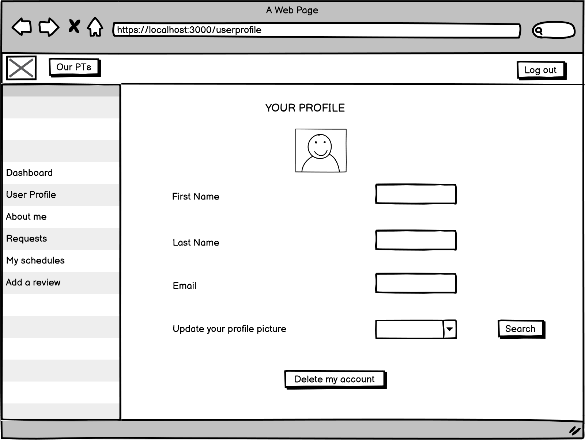 A Web Page
https://localhost:3000/userprofile
Our PTs
Log out
Dashboard
User Profile
About me
Requests
My schedules
Add a review
YOUR PROFILE
First Name
Last Name
Email
Update your profile picture
Search
Delete my account